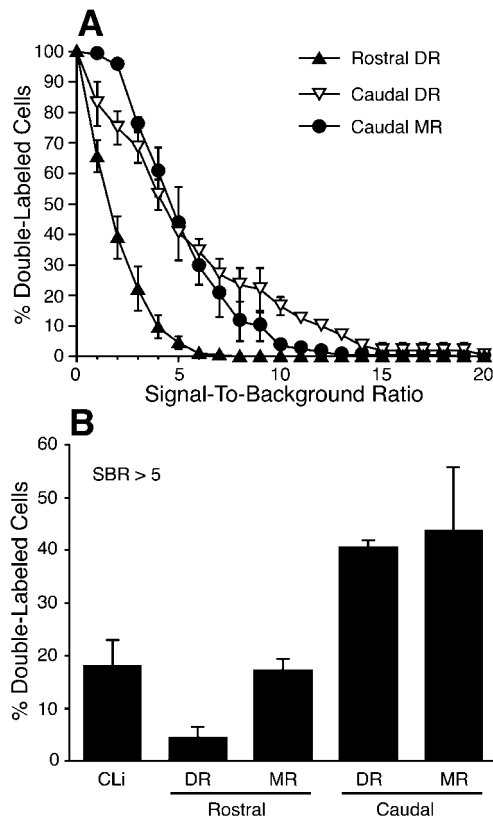 A
% Double-Labeled Cells
100
90
80
70
60
50
40
30
20
10
0
Rostral DR
Caudal DR
Caudal MR
0 5 10 15 20
Signal-To-Background Ratio
B
% Double-Labeled Cells
60
50
40
30
20
10
0
SBR > 5
CLi DR MR DR MR
Rostral Caudal